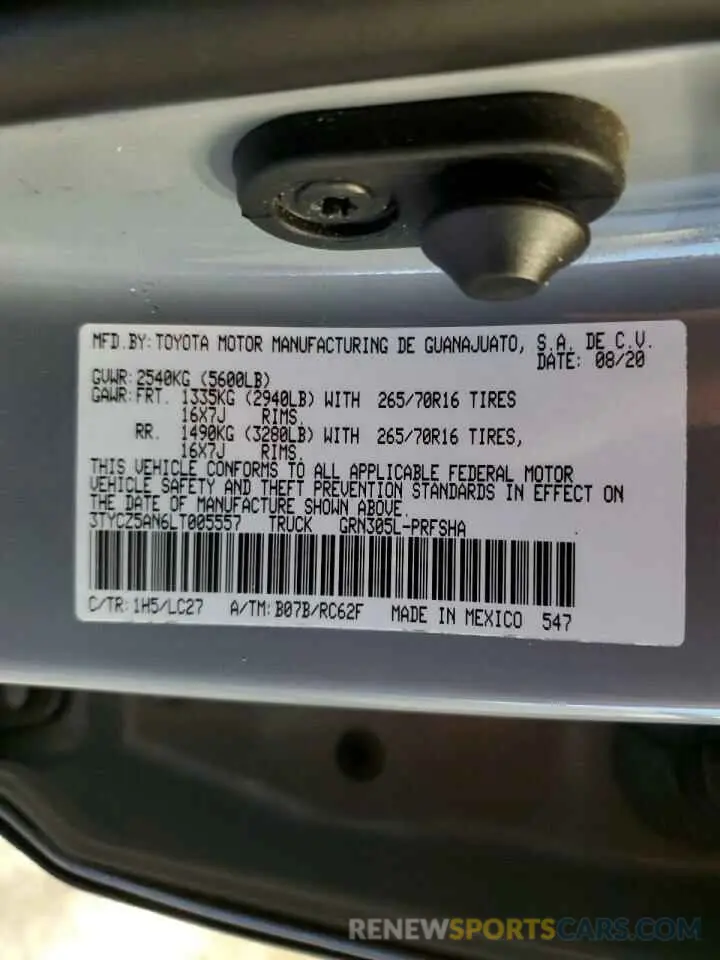 MFD.BY:TOYOTA MOTOR MANUFACTURING DE GUANAJUATO, S.A. DE C.V.
DATE: 08/20
GVWR:2540KG (5600LB)
GAWR:FRT. 1335KG (2940LB) WITH 265/70R16 TIRES
16X7J RIMS.
RR. 1490KG (3280LB) WITH 265/70R16 TIRES,
16X7J RIMS.
THIS VEHICLE CONFORMS TO ALL APPLICABLE FEDERAL MOTOR
VEHICLE SAFETY AND THEFT PREVENTION STANDARDS IN EFFECT ON
THE DATE OF MANUFACTURE SHOWN ABOVE.
3TYCZ5AN6LT005557 TRUCK GRN305L-PRFSHA
C/TR:1H5/LC27 A/TM:B07B/RC62F MADE IN MEXICO 547
RENEWSPORTSCARS.COM